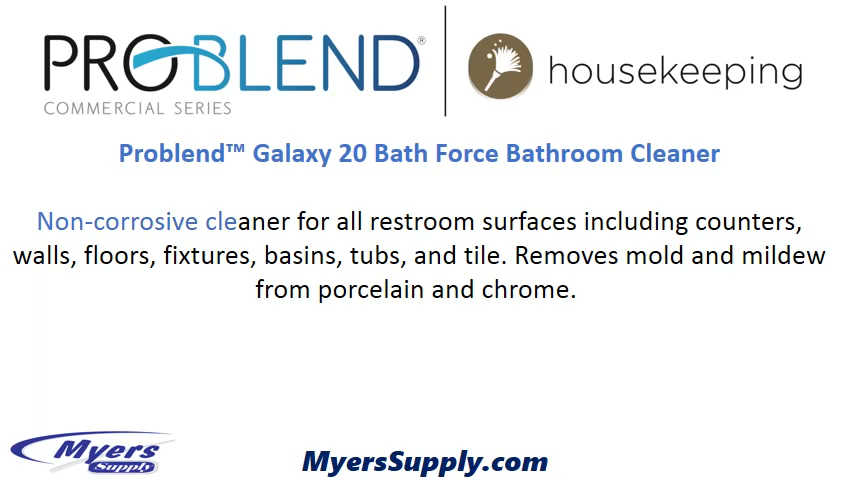 PROBLEND®
COMMERCIAL SERIES
housekeeping
Problend™ Galaxy 20 Bath Force Bathroom Cleaner
Non-corrosive cleaner for all restroom surfaces including counters,
walls, floors, fixtures, basins, tubs, and tile. Removes mold and mildew
from porcelain and chrome.
Myers
Supply
MyersSupply.com